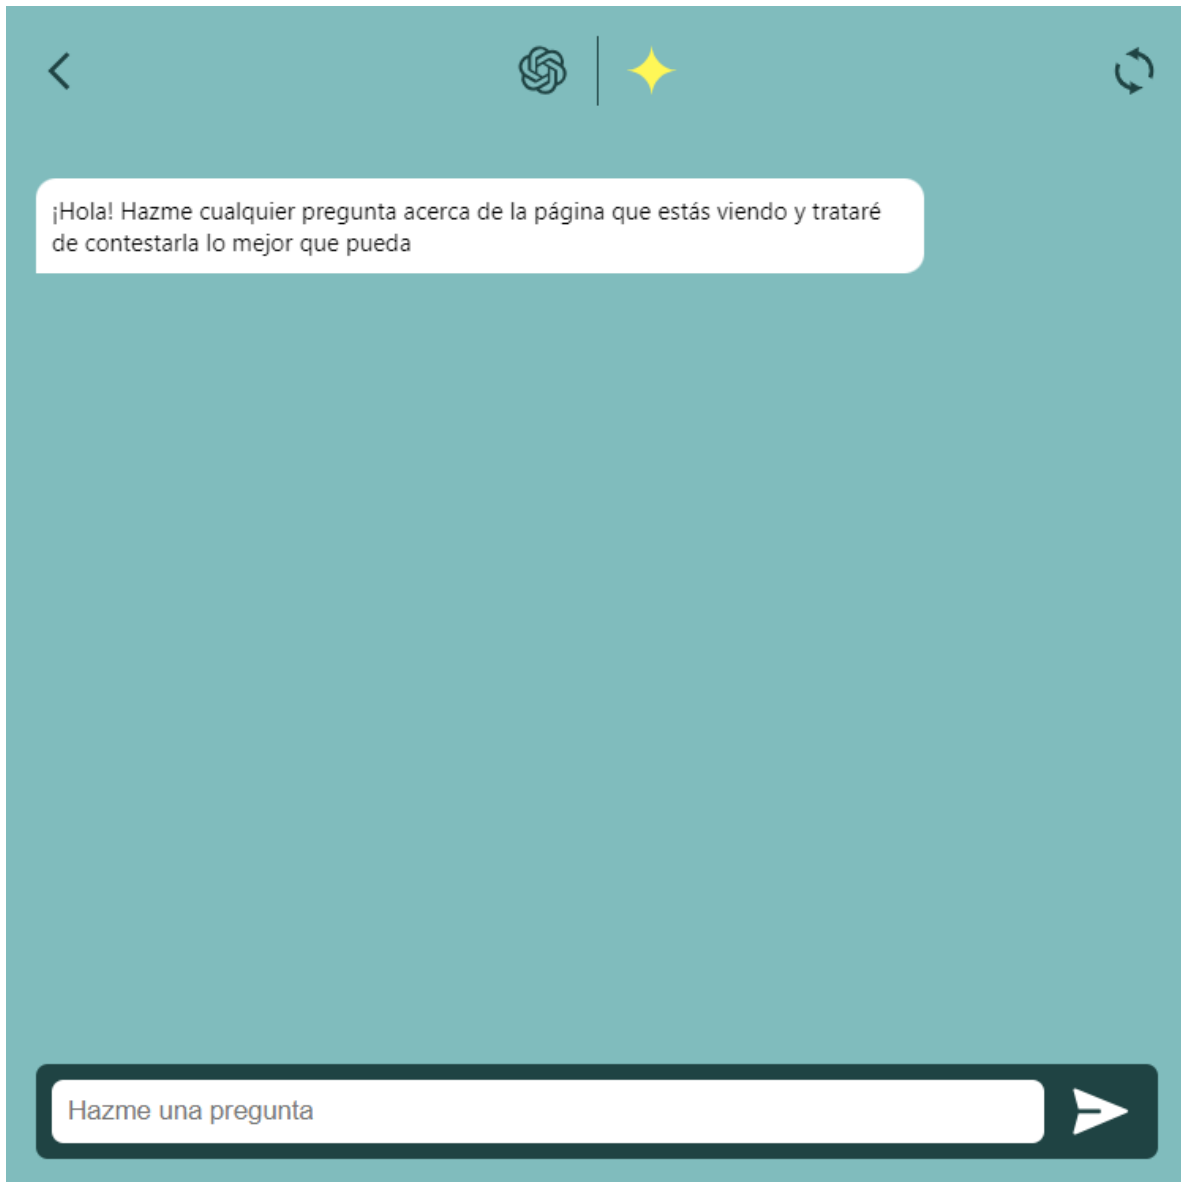 ¡Hola! Hazme cualquier pregunta acerca de la página que estás viendo y trataré
de contestarla lo mejor que pueda
Hazme una pregunta